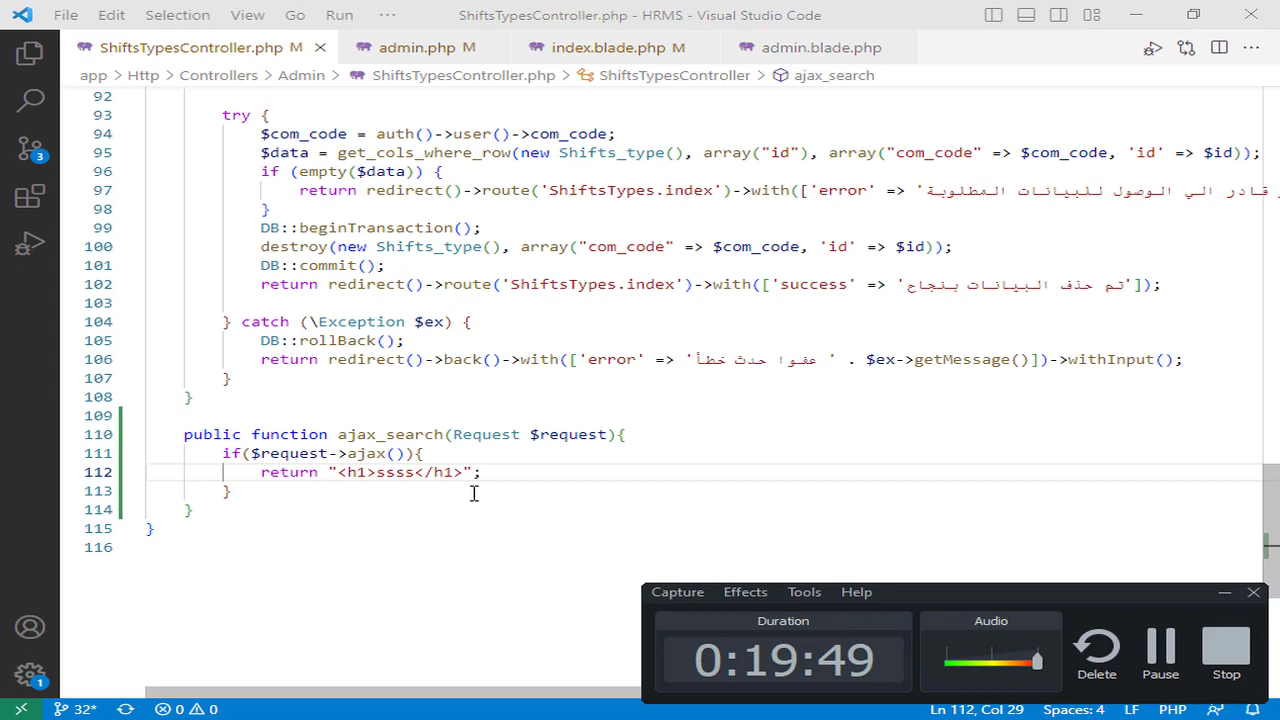 File Edit Selection View Go Run ··· ShiftsTypesController.php - HRMS - Visual Studio Code
ShiftsTypesController.php M admin.php M index.blade.php M admin.blade.php
app > Http > Controllers > Admin > ShiftsTypesController.php > ShiftsTypesController > ajax_search
92
93 try {
94 $com_code = auth()->user()->com_code;
95 $data = get_cols_where_row(new Shifts_type(), array("id"), array("com_code" => $com_code, 'id' => $id));
96 if (empty($data)) {
97 return redirect()->route('ShiftsTypes.index')->with(['error' => 'قادر الي الوصول للبيانات المطلوبة
98 }
99 DB::beginTransaction();
100 destroy(new Shifts_type(), array("com_code" => $com_code, 'id' => $id));
101 DB::commit();
102 return redirect()->route('ShiftsTypes.index')->with(['success' => 'تم حذف البيانات بنجاح']);
103
104 } catch (\Exception $ex) {
105 DB::rollBack();
106 return redirect()->back()->with(['error' => 'عفوا حدث خطأ ' . $ex->getMessage()])->withInput();
107 }
108 }
109
110 public function ajax_search(Request $request){
111 if($request->ajax()){
112 return "<h1>ssss</h1>";
113 }
114 }
115 }
116
Capture Effects Tools Help
Duration Audio
0:19:49
Delete Pause Stop
32* 0 0 Ln 112, Col 29 Spaces: 4 LF PHP
3
1